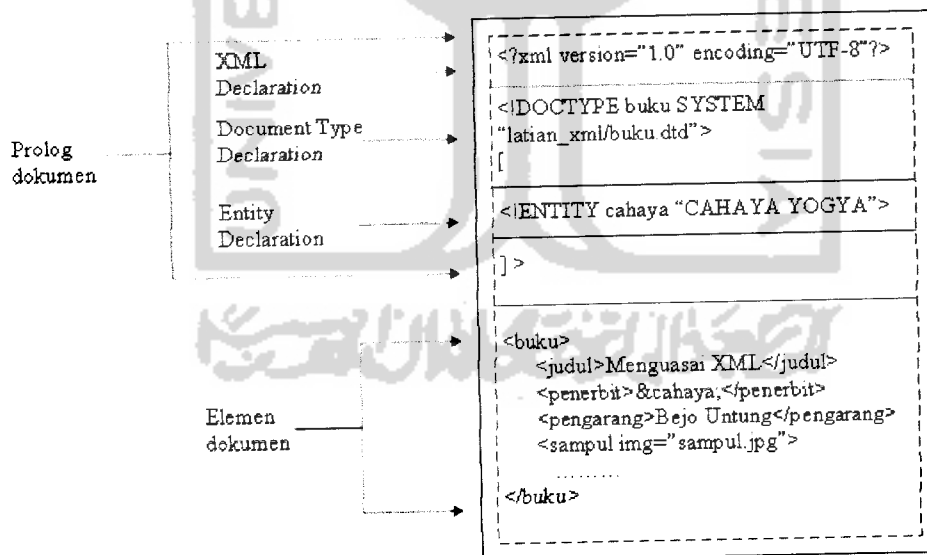 Prolog
dokumen
XML
Declaration
Document Type
Declaration
Entity
Declaration
Elemen
dokumen
<?xml version="1.0" encoding="UTF-8"?>
<!DOCTYPE buku SYSTEM
"latian_xml/buku.dtd">
[
<!ENTITY cahaya "CAHAYA YOGYA">
] >
<buku>
<judul>Menguasai XML</judul>
<penerbit>&cahaya;</penerbit>
<pengarang>Bejo Untung</pengarang>
<sampul img="sampul.jpg">
.........
</buku>